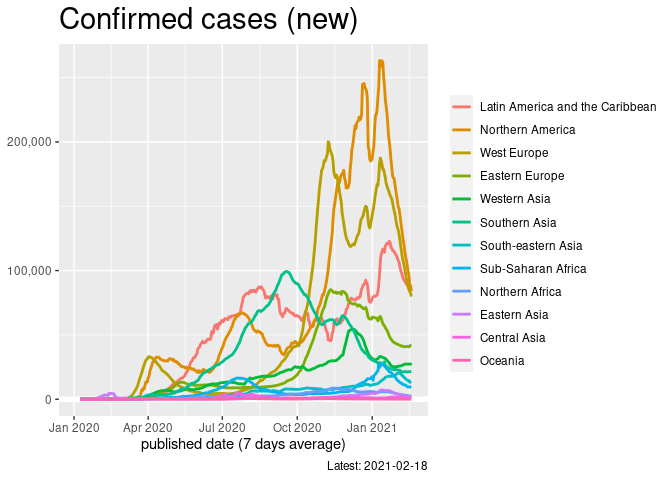 Confirmed cases (new)
200,000
100,000
0
Jan 2020
Apr 2020
Jul 2020
Oct 2020
Jan 2021
published date (7 days average)
Latest: 2021-02-18
Latin America and the Caribbean
Northern America
West Europe
Eastern Europe
Western Asia
Southern Asia
South-eastern Asia
Sub-Saharan Africa
Northern Africa
Eastern Asia
Central Asia
Oceania